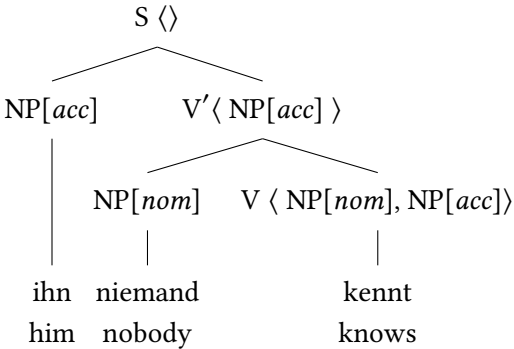 S ⟨⟩
NP[acc] V′⟨ NP[acc] ⟩
NP[nom] V ⟨ NP[nom], NP[acc]⟩
ihn niemand kennt
him nobody knows